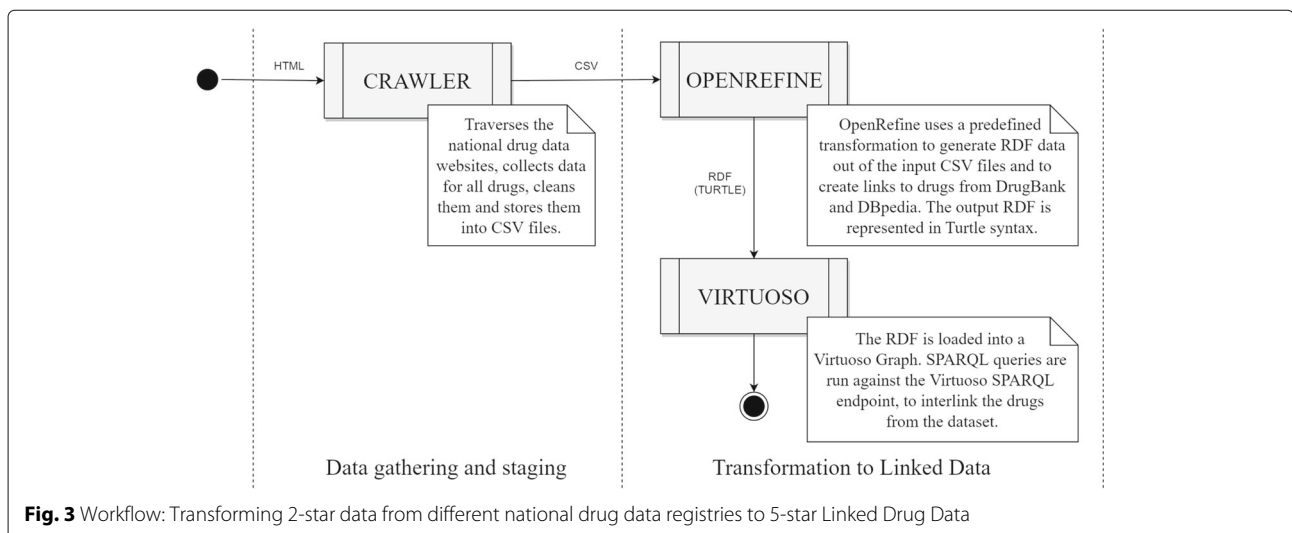 HTML
CRAWLER
CSV
OPENREFINE
Traverses the
national drug data
websites, collects data
for all drugs, cleans
them and stores them
into CSV files.
OpenRefine uses a predefined
transformation to generate RDF data
out of the input CSV files and to
create links to drugs from DrugBank
and DBpedia. The output RDF is
represented in Turtle syntax.
RDF
(TURTLE)
VIRTUOSO
The RDF is loaded into a
Virtuoso Graph. SPARQL queries are
run against the Virtuoso SPARQL
endpoint, to interlink the drugs
from the dataset.
Data gathering and staging
Transformation to Linked Data
Fig. 3 Workflow: Transforming 2-star data from different national drug data registries to 5-star Linked Drug Data